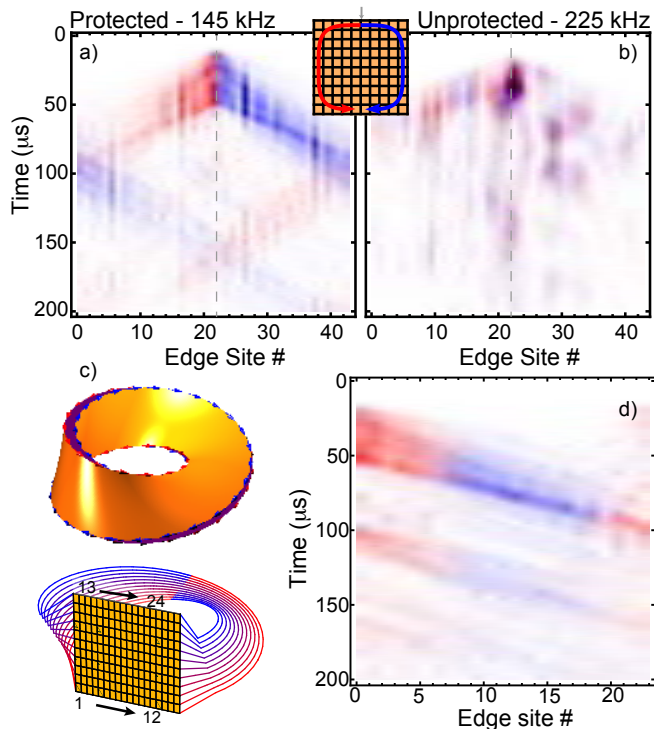 Protected - 145 kHz
Unprotected - 225 kHz
a)
b)
0
50
100
150
200
Time (μs)
0 10 20 30 40
Edge Site #
0 10 20 30 40
Edge Site #
c)
13 24
1 12
d)
0
50
100
150
200
Time (μs)
0 5 10 15 20
Edge site #